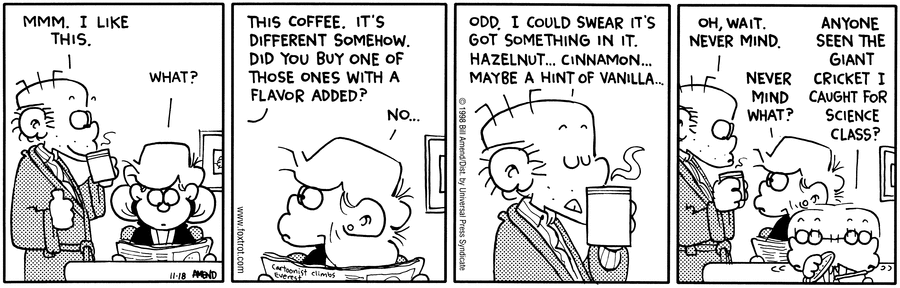 MMM. I LIKE
THIS.
WHAT?
11-18 AMEND
THIS COFFEE. IT'S
DIFFERENT SOMEHOW.
DID YOU BUY ONE OF
THOSE ONES WITH A
FLAVOR ADDED?
NO...
www.foxtrot.com
Cartoonist climbs
Everest
ODD. I COULD SWEAR IT'S
GOT SOMETHING IN IT.
HAZELNUT... CINNAMON...
MAYBE A HINT OF VANILLA...
© 1998 Bill Amend/Dist. by Universal Press Syndicate
OH, WAIT.
NEVER MIND.
NEVER
MIND
WHAT?
ANYONE
SEEN THE
GIANT
CRICKET I
CAUGHT FOR
SCIENCE
CLASS?